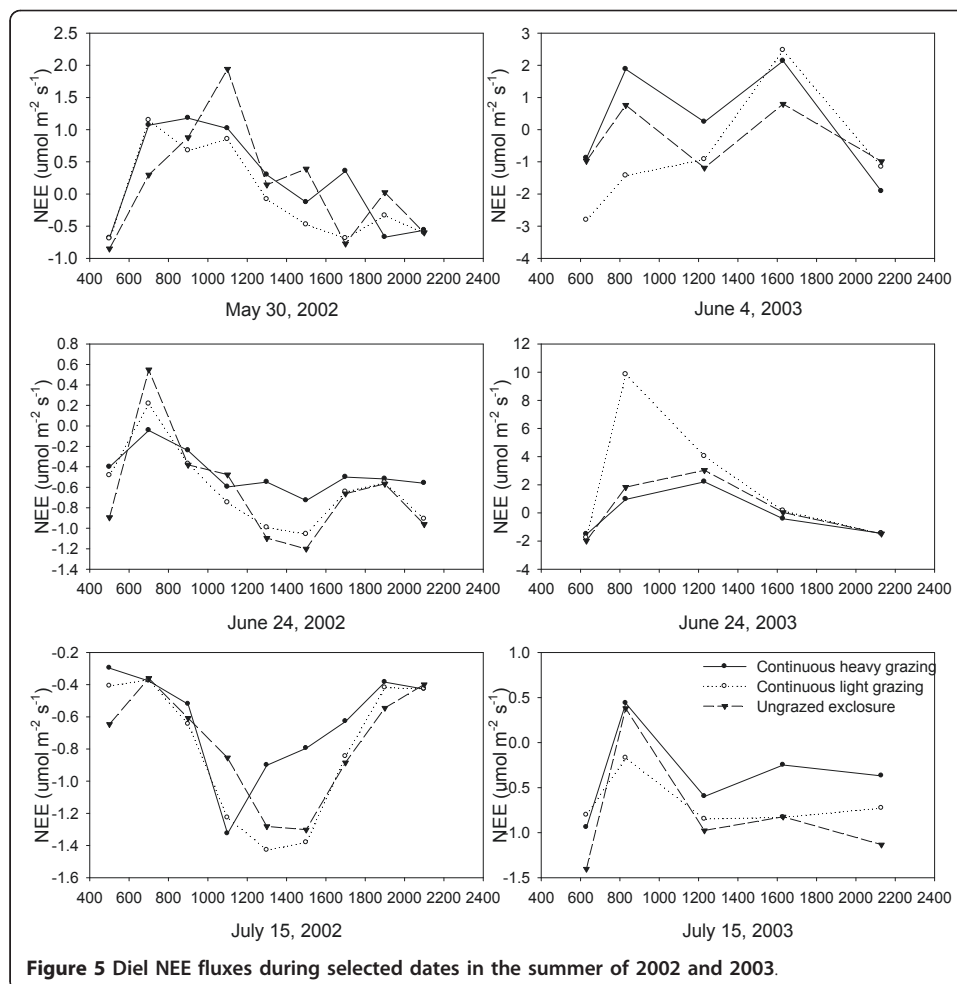 NEE (umol m-2 s-1)
2.5
2.0
1.5
1.0
0.5
0.0
-0.5
-1.0
400 600 800 1000 1200 1400 1600 1800 2000 2200 2400
May 30, 2002
NEE (umol m-2 s-1)
3
2
1
0
-1
-2
-3
-4
400 600 800 1000 1200 1400 1600 1800 2000 2200 2400
June 4, 2003
NEE (umol m-2 s-1)
0.8
0.6
0.4
0.2
0.0
-0.2
-0.4
-0.6
-0.8
-1.0
-1.2
-1.4
400 600 800 1000 1200 1400 1600 1800 2000 2200 2400
June 24, 2002
NEE (umol m-2 s-1)
12
10
8
6
4
2
0
-2
-4
400 600 800 1000 1200 1400 1600 1800 2000 2200 2400
June 24, 2003
NEE (umol m-2 s-1)
-0.2
-0.4
-0.6
-0.8
-1.0
-1.2
-1.4
-1.6
400 600 800 1000 1200 1400 1600 1800 2000 2200 2400
July 15, 2002
NEE (umol m-2 s-1)
1.0
0.5
0.0
-0.5
-1.0
-1.5
Continuous heavy grazing
Continuous light grazing
Ungrazed exclosure
400 600 800 1000 1200 1400 1600 1800 2000 2200 2400
July 15, 2003
Figure 5 Diel NEE fluxes during selected dates in the summer of 2002 and 2003.